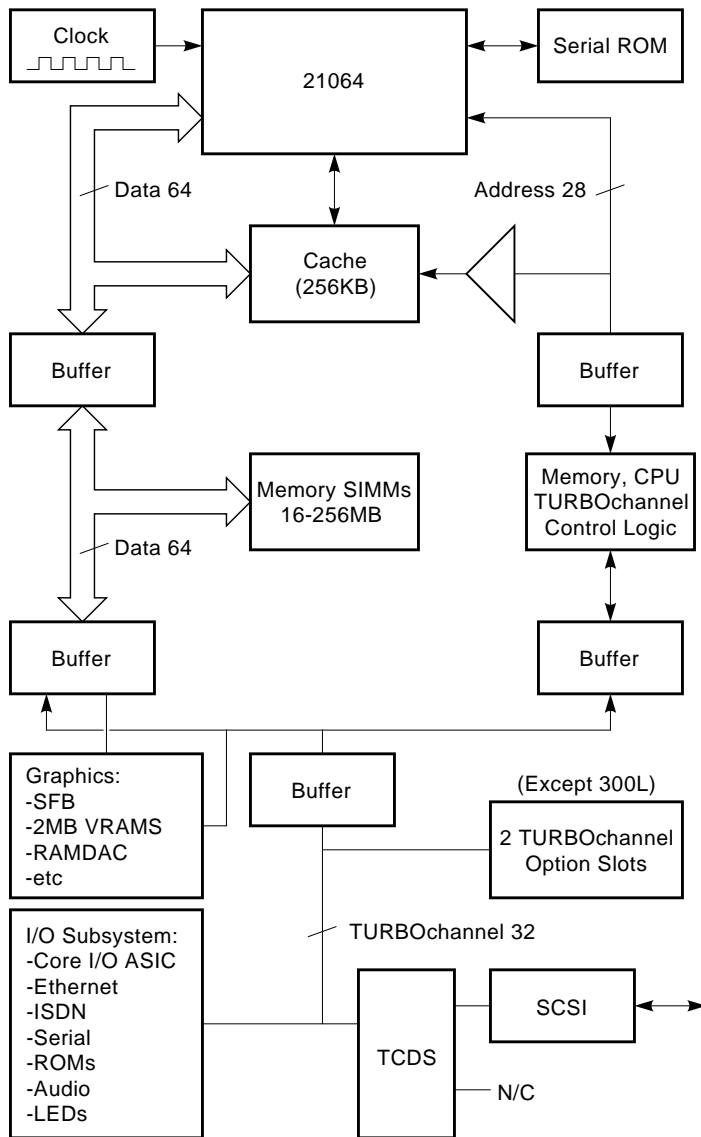 Clock
21064
Serial ROM
Data 64
Address 28
Cache
(256KB)
Buffer
Buffer
Memory SIMMs
16-256MB
Memory, CPU
TURBOchannel
Control Logic
Data 64
Buffer
Buffer
Graphics:
-SFB
-2MB VRAMS
-RAMDAC
-etc
Buffer
(Except 300L)
2 TURBOchannel
Option Slots
TURBOchannel 32
I/O Subsystem:
-Core I/O ASIC
-Ethernet
-ISDN
-Serial
-ROMs
-Audio
-LEDs
TCDS
SCSI
N/C